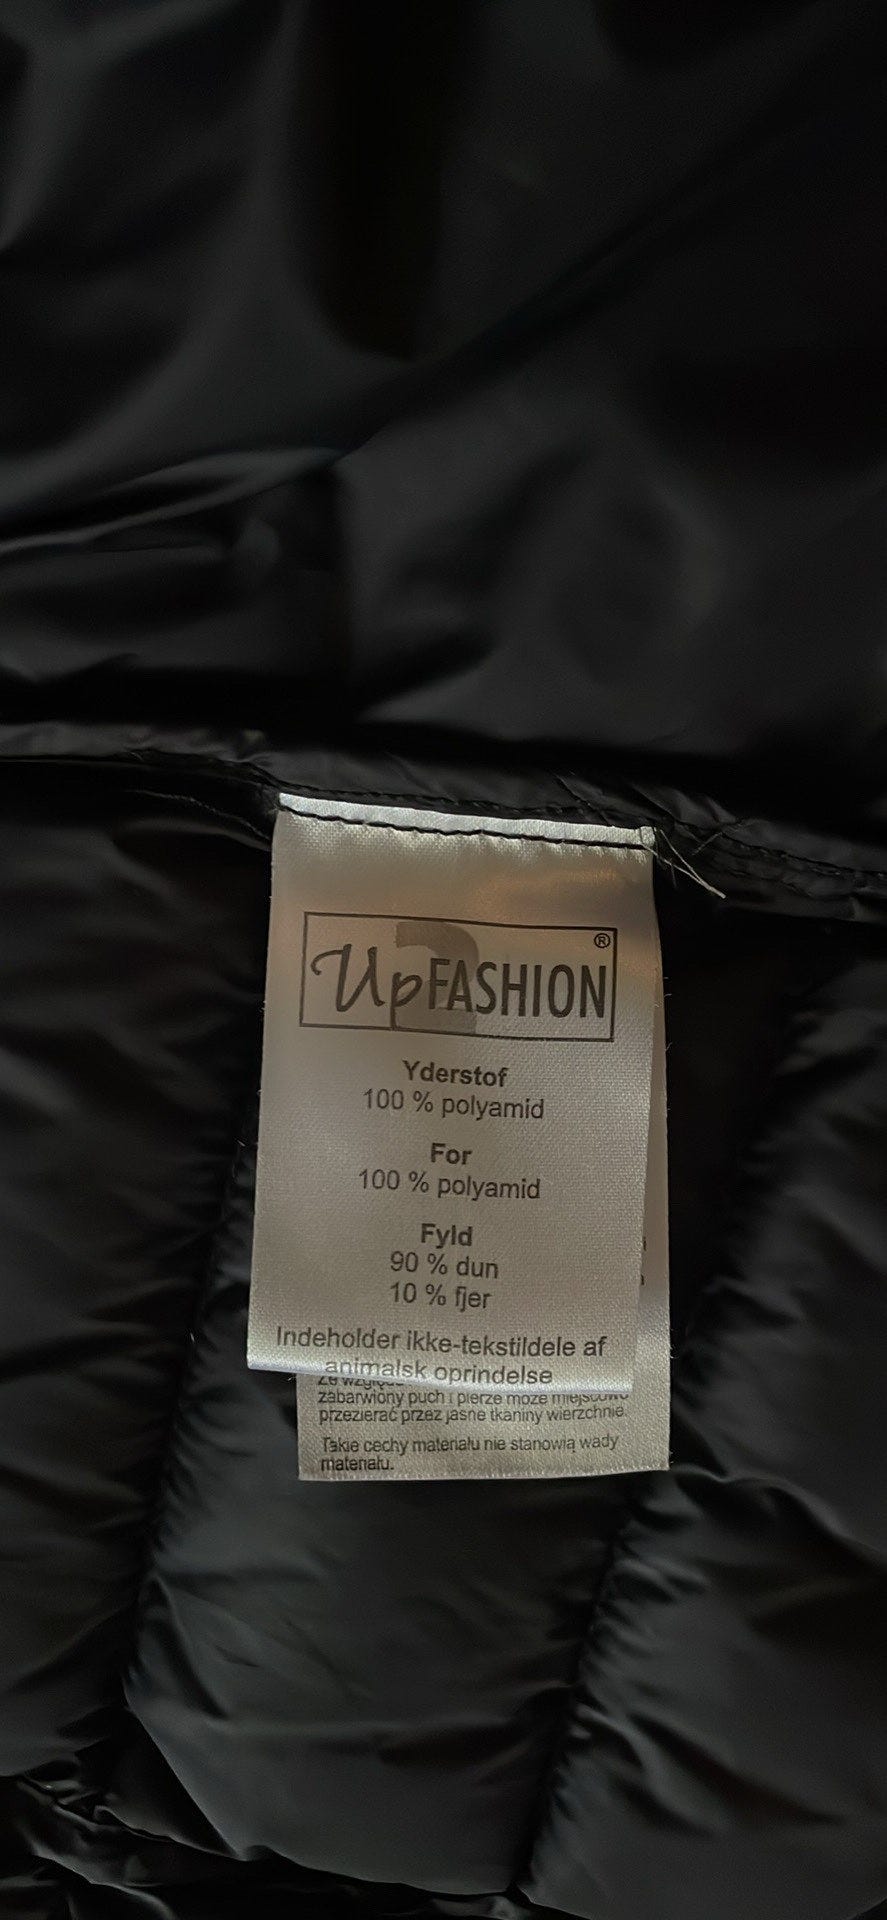 Up2FASHION®
Yderstof
100 % polyamid
For
100 % polyamid
Fyld
90 % dun
10 % fjer
Indeholder ikke-tekstildele af
animalsk oprindelse
zabarwiony puch i pierze może miejscowo
przezierać przez jasne tkaniny wierzchnie.
Takie cechy materiału nie stanowią wady
materiału.